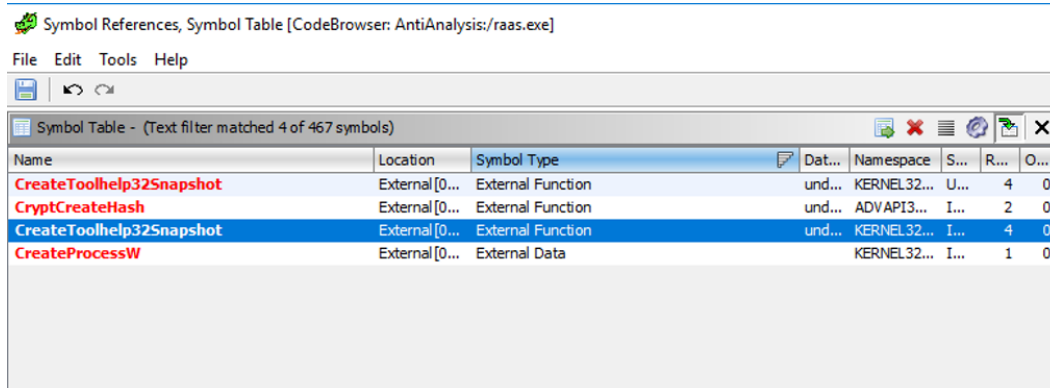 Symbol References, Symbol Table [CodeBrowser: AntiAnalysis:/raas.exe]
File Edit Tools Help
Symbol Table - (Text filter matched 4 of 467 symbols)
Name Location Symbol Type Dat... Namespace S... R... O...
CreateToolhelp32Snapshot External[0... External Function und... KERNEL32... U... 4 0
CryptCreateHash External[0... External Function und... ADVAPI3... I... 2 0
CreateToolhelp32Snapshot External[0... External Function und... KERNEL32... I... 4 0
CreateProcessW External[0... External Data KERNEL32... I... 1 0